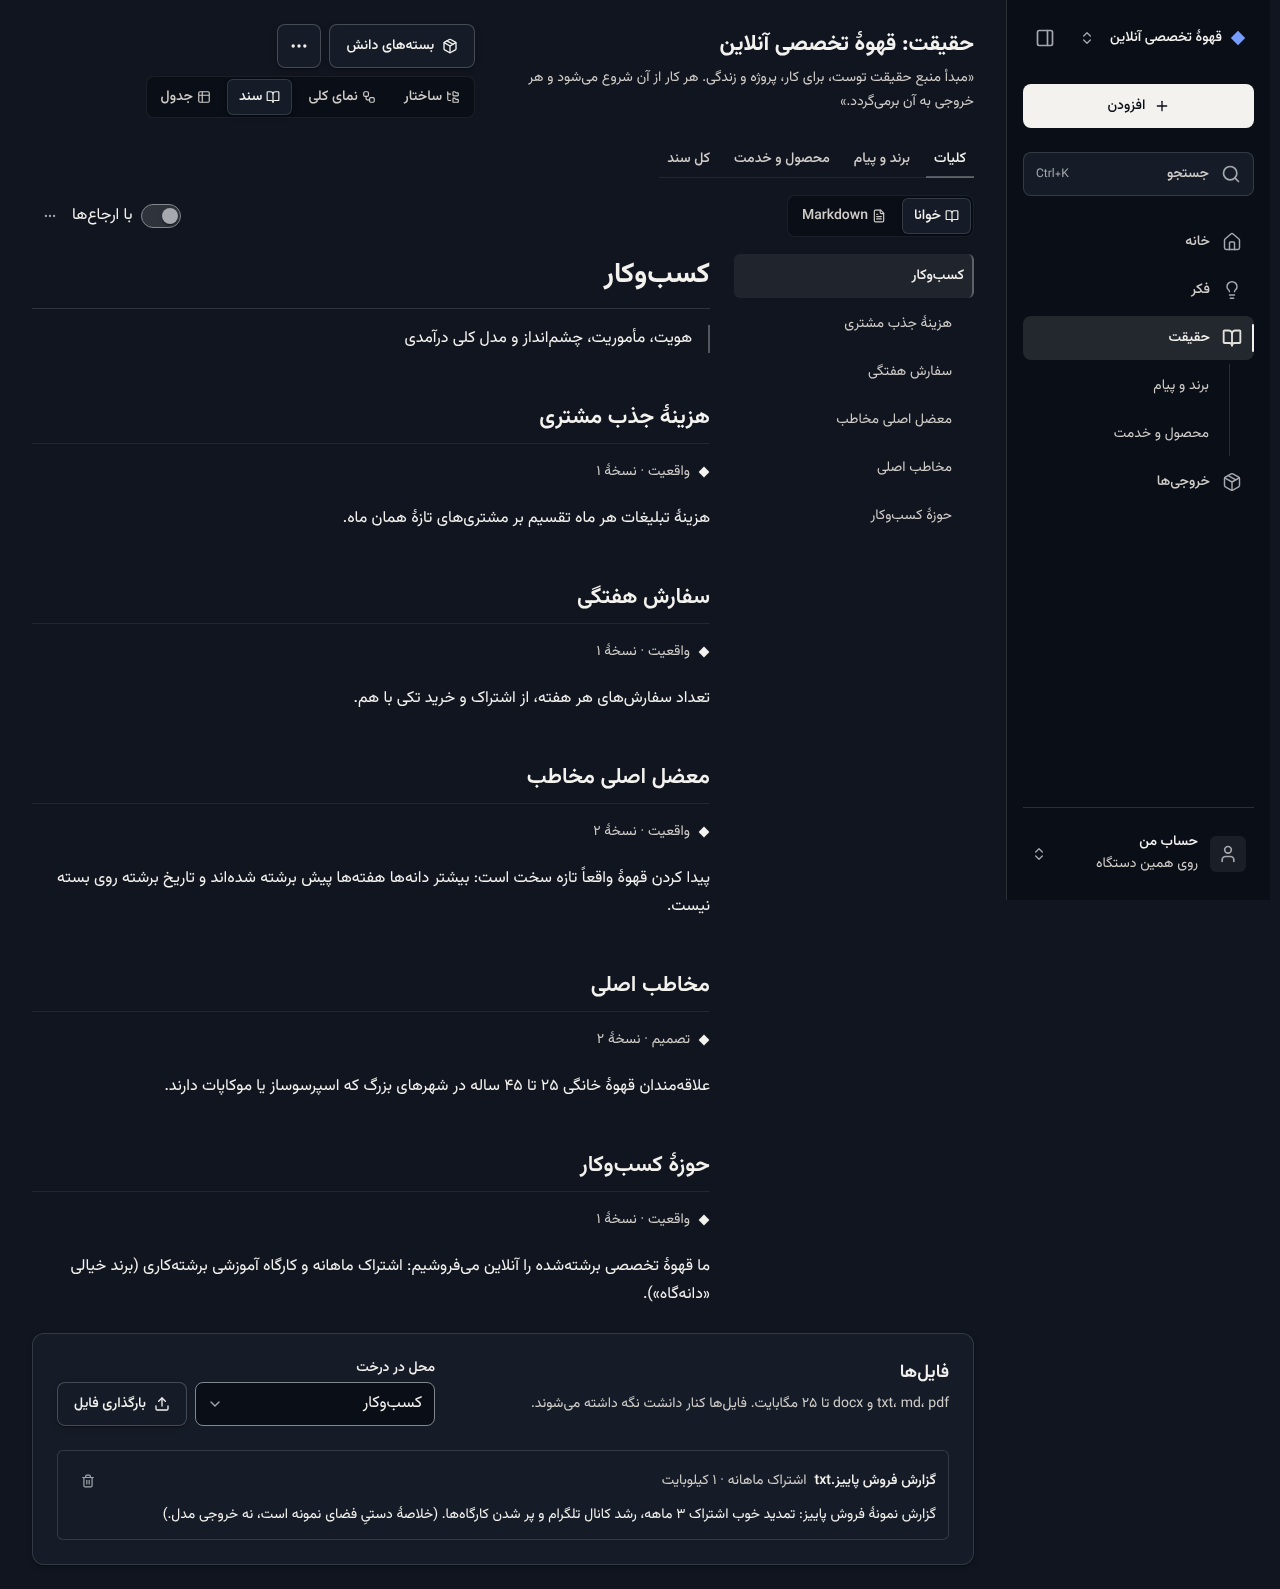 قهوهٔ تخصصی آنلاین
افزودن
جستجو
Ctrl+K
خانه
فکر
حقیقت
برند و پیام
محصول و خدمت
خروجی‌ها
حساب من
روی همین دستگاه
حقیقت: قهوهٔ تخصصی آنلاین
«مبدأ منبع حقیقت توست، برای کار، پروژه و زندگی. هر کار از آن شروع می‌شود و هر
خروجی به آن برمی‌گردد.»
بسته‌های دانش
ساختار
نمای کلی
سند
جدول
کلیات
برند و پیام
محصول و خدمت
کل سند
خوانا
Markdown
با ارجاع‌ها
کسب‌وکار
هزینهٔ جذب مشتری
سفارش هفتگی
معضل اصلی مخاطب
مخاطب اصلی
حوزهٔ کسب‌وکار
کسب‌وکار
هویت، مأموریت، چشم‌انداز و مدل کلی درآمدی
هزینهٔ جذب مشتری
واقعیت · نسخهٔ ۱
هزینهٔ تبلیغات هر ماه تقسیم بر مشتری‌های تازهٔ همان ماه.
سفارش هفتگی
واقعیت · نسخهٔ ۱
تعداد سفارش‌های هر هفته، از اشتراک و خرید تکی با هم.
معضل اصلی مخاطب
واقعیت · نسخهٔ ۲
پیدا کردن قهوهٔ واقعاً تازه سخت است: بیشتر دانه‌ها هفته‌ها پیش برشته شده‌اند و تاریخ برشته روی بسته
نیست.
مخاطب اصلی
تصمیم · نسخهٔ ۲
علاقه‌مندان قهوهٔ خانگی ۲۵ تا ۴۵ ساله در شهرهای بزرگ که اسپرسوساز یا موکاپات دارند.
حوزهٔ کسب‌وکار
واقعیت · نسخهٔ ۱
ما قهوهٔ تخصصی برشته‌شده را آنلاین می‌فروشیم: اشتراک ماهانه و کارگاه آموزشی برشته‌کاری (برند خیالی
«دانه‌گاه»).
فایل‌ها
txt، md، pdf و docx تا ۲۵ مگابایت. فایل‌ها کنار دانشت نگه داشته می‌شوند.
محل در درخت
کسب‌وکار
بارگذاری فایل
گزارش فروش پاییز.txt اشتراک ماهانه · ۱ کیلوبایت
گزارش نمونهٔ فروش پاییز: تمدید خوب اشتراک ۳ ماهه، رشد کانال تلگرام و پر شدن کارگاه‌ها. (خلاصهٔ دستیِ فضای نمونه است، نه خروجی مدل.)